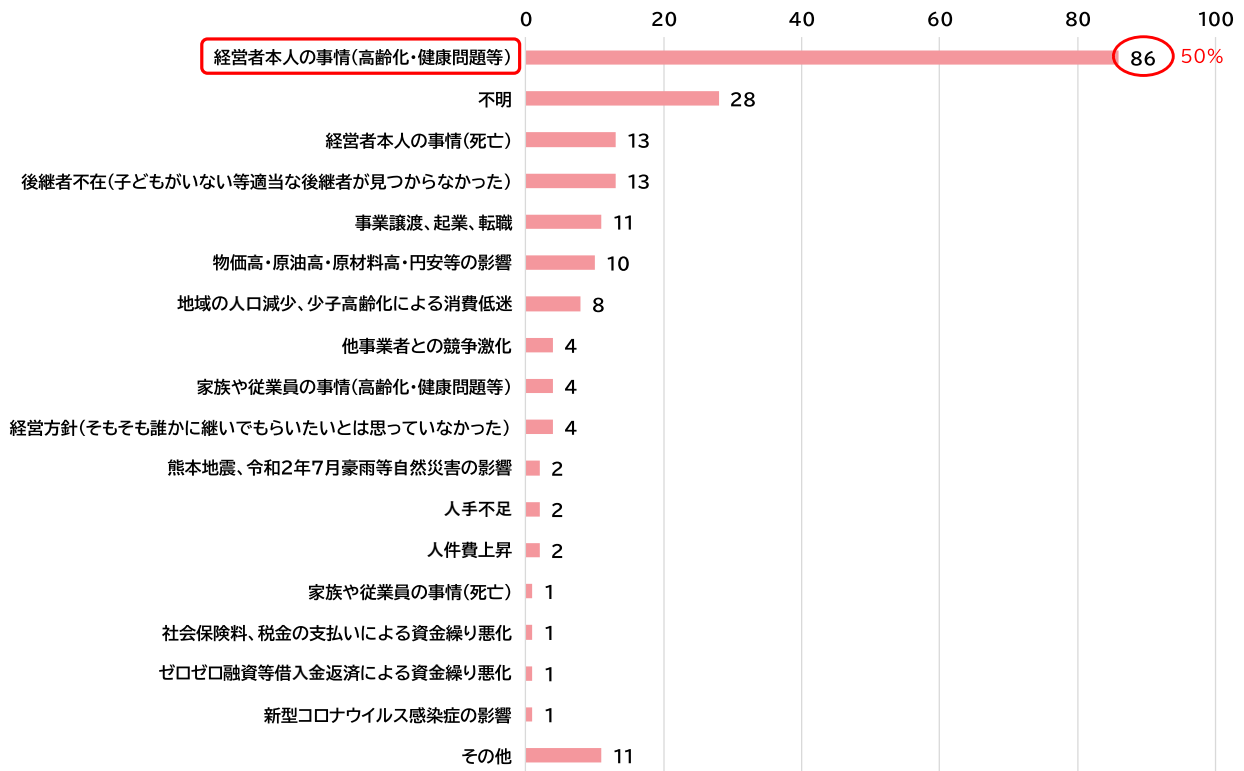 0 20 40 60 80 100
経営者本人の事情(高齢化・健康問題等) 86 50%
不明 28
経営者本人の事情(死亡) 13
後継者不在(子どもがいない等適当な後継者が見つからなかった) 13
事業譲渡、起業、転職 11
物価高・原油高・原材料高・円安等の影響 10
地域の人口減少、少子高齢化による消費低迷 8
他事業者との競争激化 4
家族や従業員の事情(高齢化・健康問題等) 4
経営方針(そもそも誰かに継いでもらいたいとは思っていなかった) 4
熊本地震、令和2年7月豪雨等自然災害の影響 2
人手不足 2
人件費上昇 2
家族や従業員の事情(死亡) 1
社会保険料、税金の支払いによる資金繰り悪化 1
ゼロゼロ融資等借入金返済による資金繰り悪化 1
新型コロナウイルス感染症の影響 1
その他 11